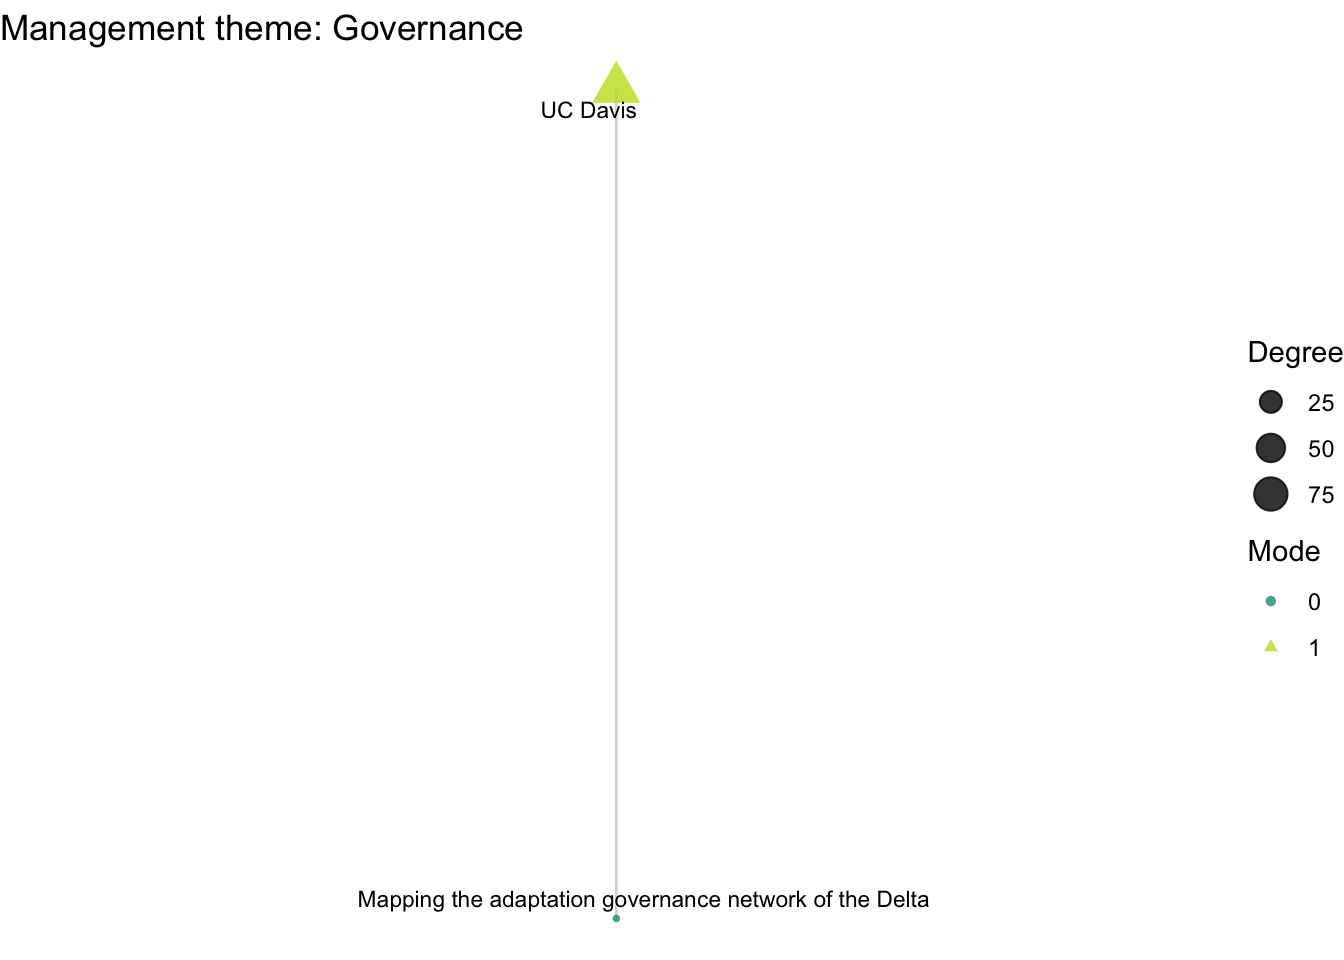 Management theme: Governance
UC Davis
Mapping the adaptation governance network of the Delta
Degree
25
50
75
Mode
0
1